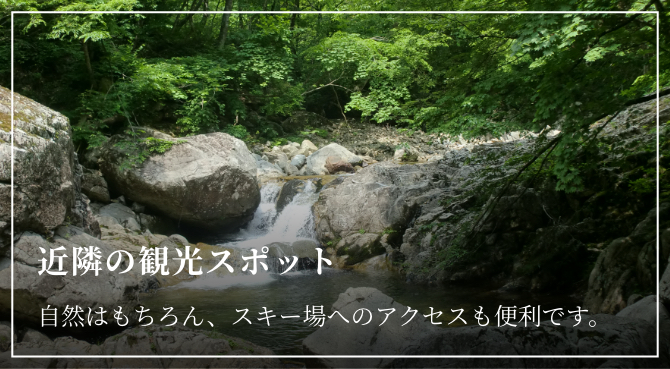 近隣の観光スポット
自然はもちろん、スキー場へのアクセスも便利です。